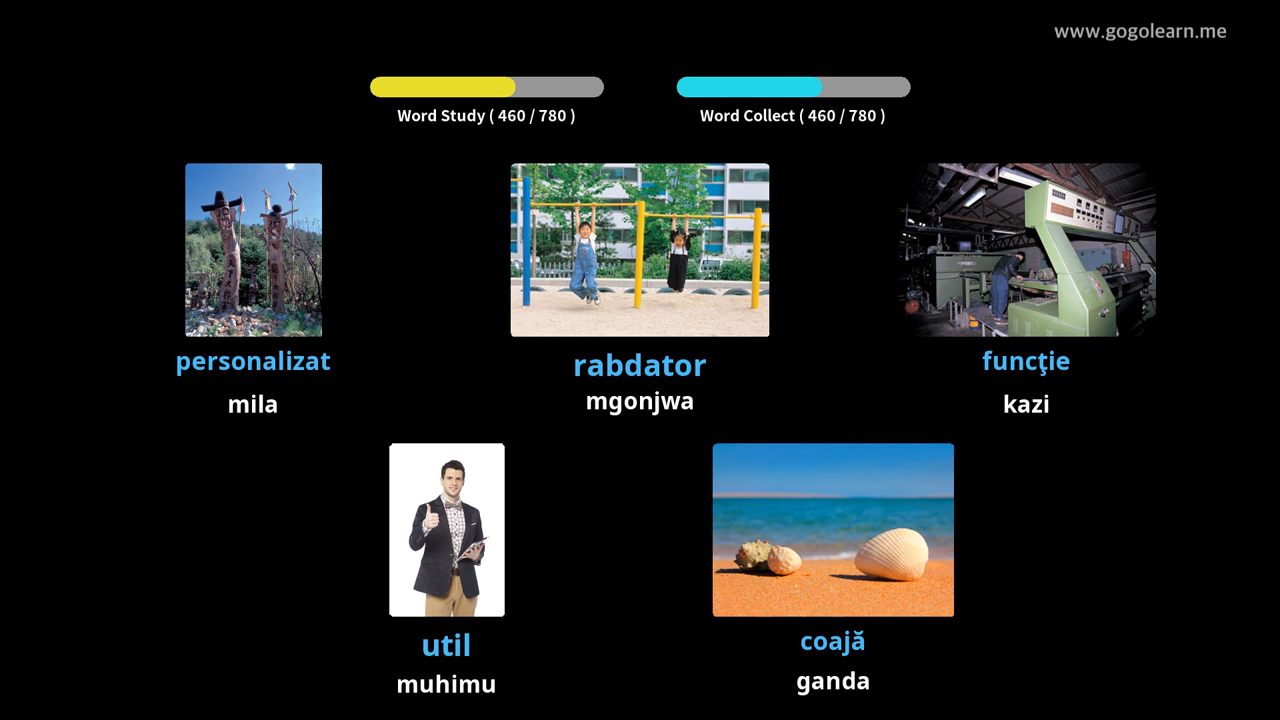 www.gogolearn.me
Word Study ( 460 / 780 )
Word Collect ( 460 / 780 )
personalizat
mila
rabdator
mgonjwa
funcţie
kazi
util
muhimu
coajă
ganda